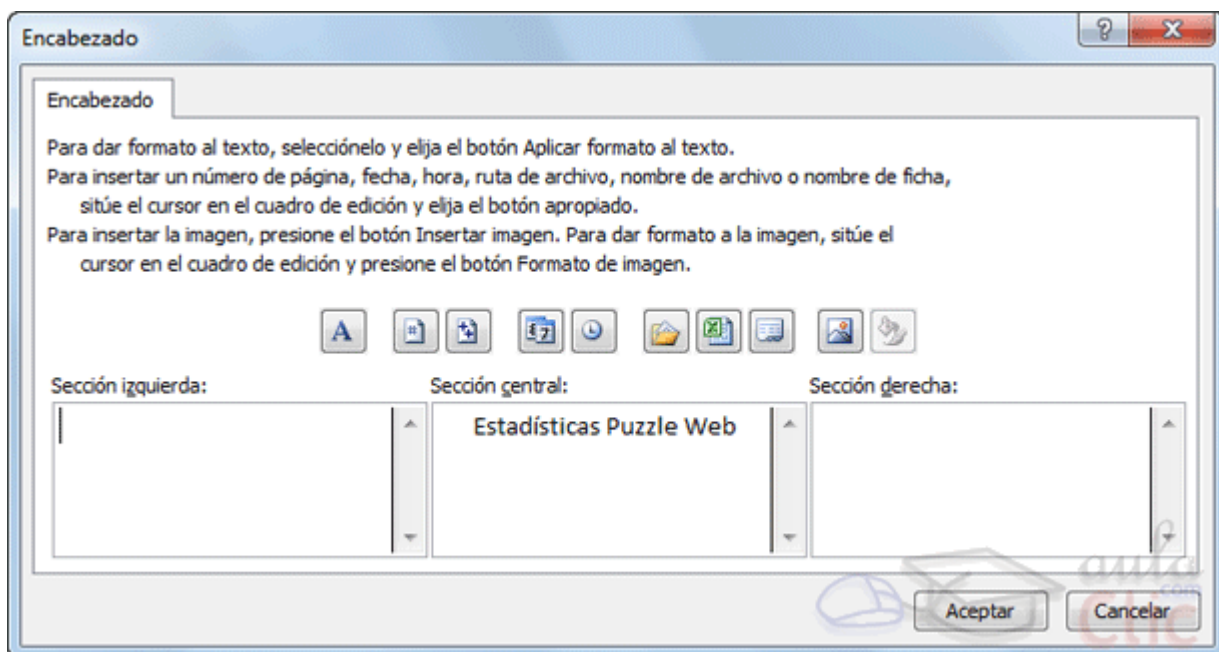 Encabezado
Encabezado
Para dar formato al texto, selecciónelo y elija el botón Aplicar formato al texto.
Para insertar un número de página, fecha, hora, ruta de archivo, nombre de archivo o nombre de ficha,
sitúe el cursor en el cuadro de edición y elija el botón apropiado.
Para insertar la imagen, presione el botón Insertar imagen. Para dar formato a la imagen, sitúe el
cursor en el cuadro de edición y presione el botón Formato de imagen.
A
Sección izquierda: Sección central: Sección derecha:
Estadísticas Puzzle Web
aula
.com
Clic
Aceptar Cancelar